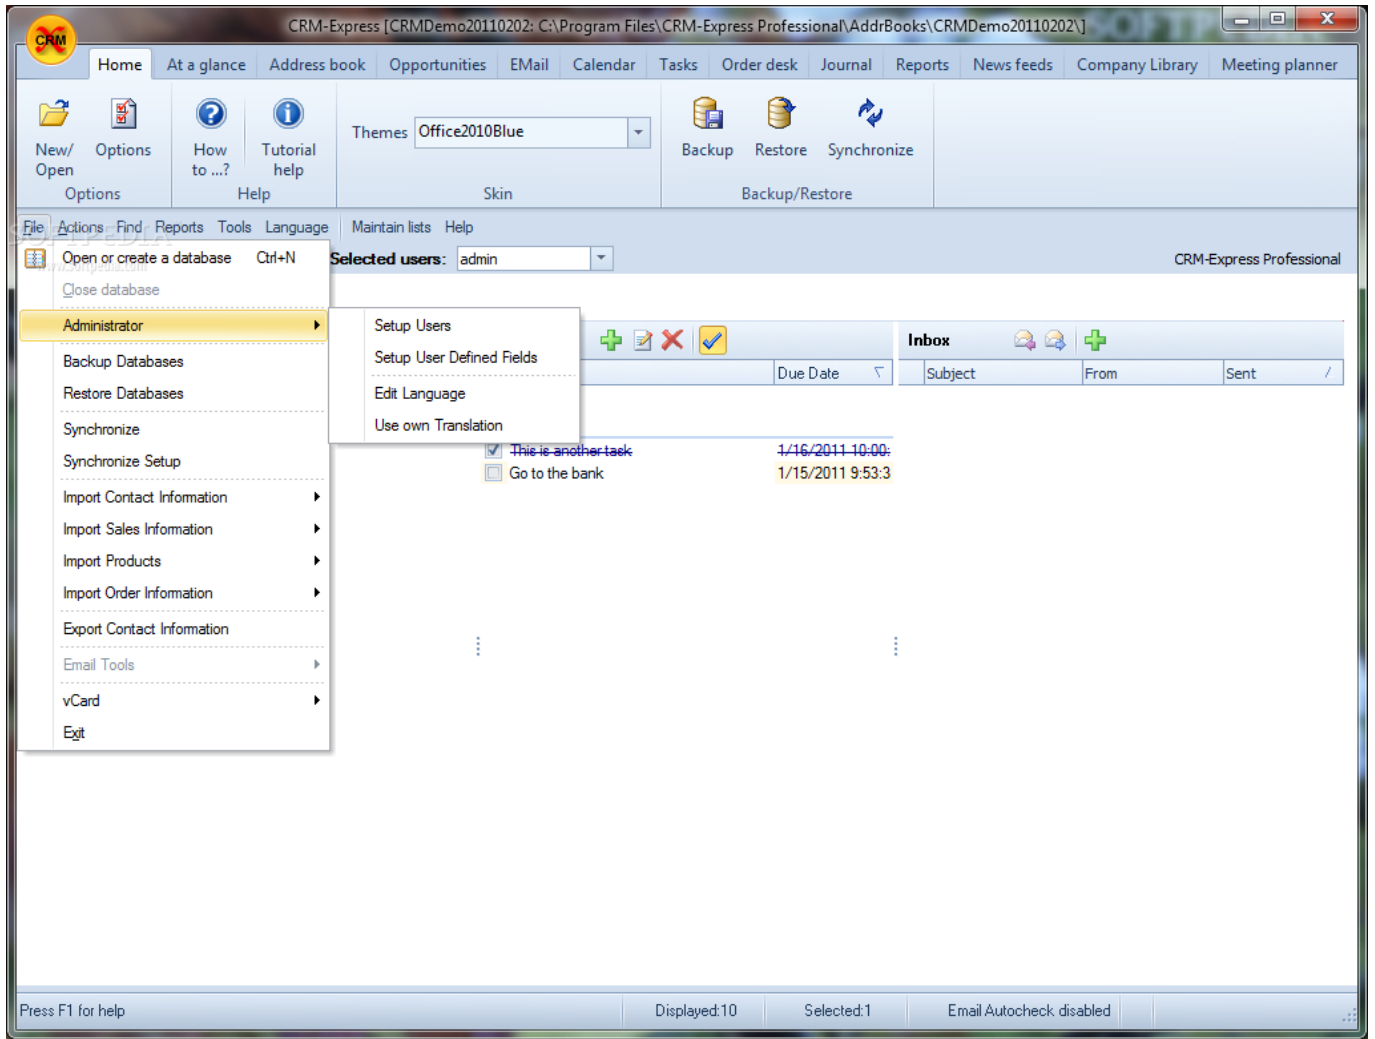 CRM-Express [CRMDemo20110202: C:\Program Files\CRM-Express Professional\AddrBooks\CRMDemo20110202\]
CRM
Home At a glance Address book Opportunities EMail Calendar Tasks Order desk Journal Reports News feeds Company Library Meeting planner
New/ Open Options How to ...? Tutorial help Themes Office2010Blue Backup Restore Synchronize
Options Help Skin Backup/Restore
File Actions Find Reports Tools Language Maintain lists Help
SOFTPEDIA
www.softpedia.com
Open or create a database Ctrl+N
Selected users: admin
CRM-Express Professional
Close database
Administrator
Backup Databases
Restore Databases
Synchronize
Synchronize Setup
Import Contact Information
Import Sales Information
Import Products
Import Order Information
Export Contact Information
Email Tools
vCard
Exit
Setup Users
Setup User Defined Fields
Edit Language
Use own Translation
Inbox
Due Date Subject From Sent
This is another task 1/16/2011 10:00:
Go to the bank 1/15/2011 9:53:3
Press F1 for help Displayed:10 Selected:1 Email Autocheck disabled